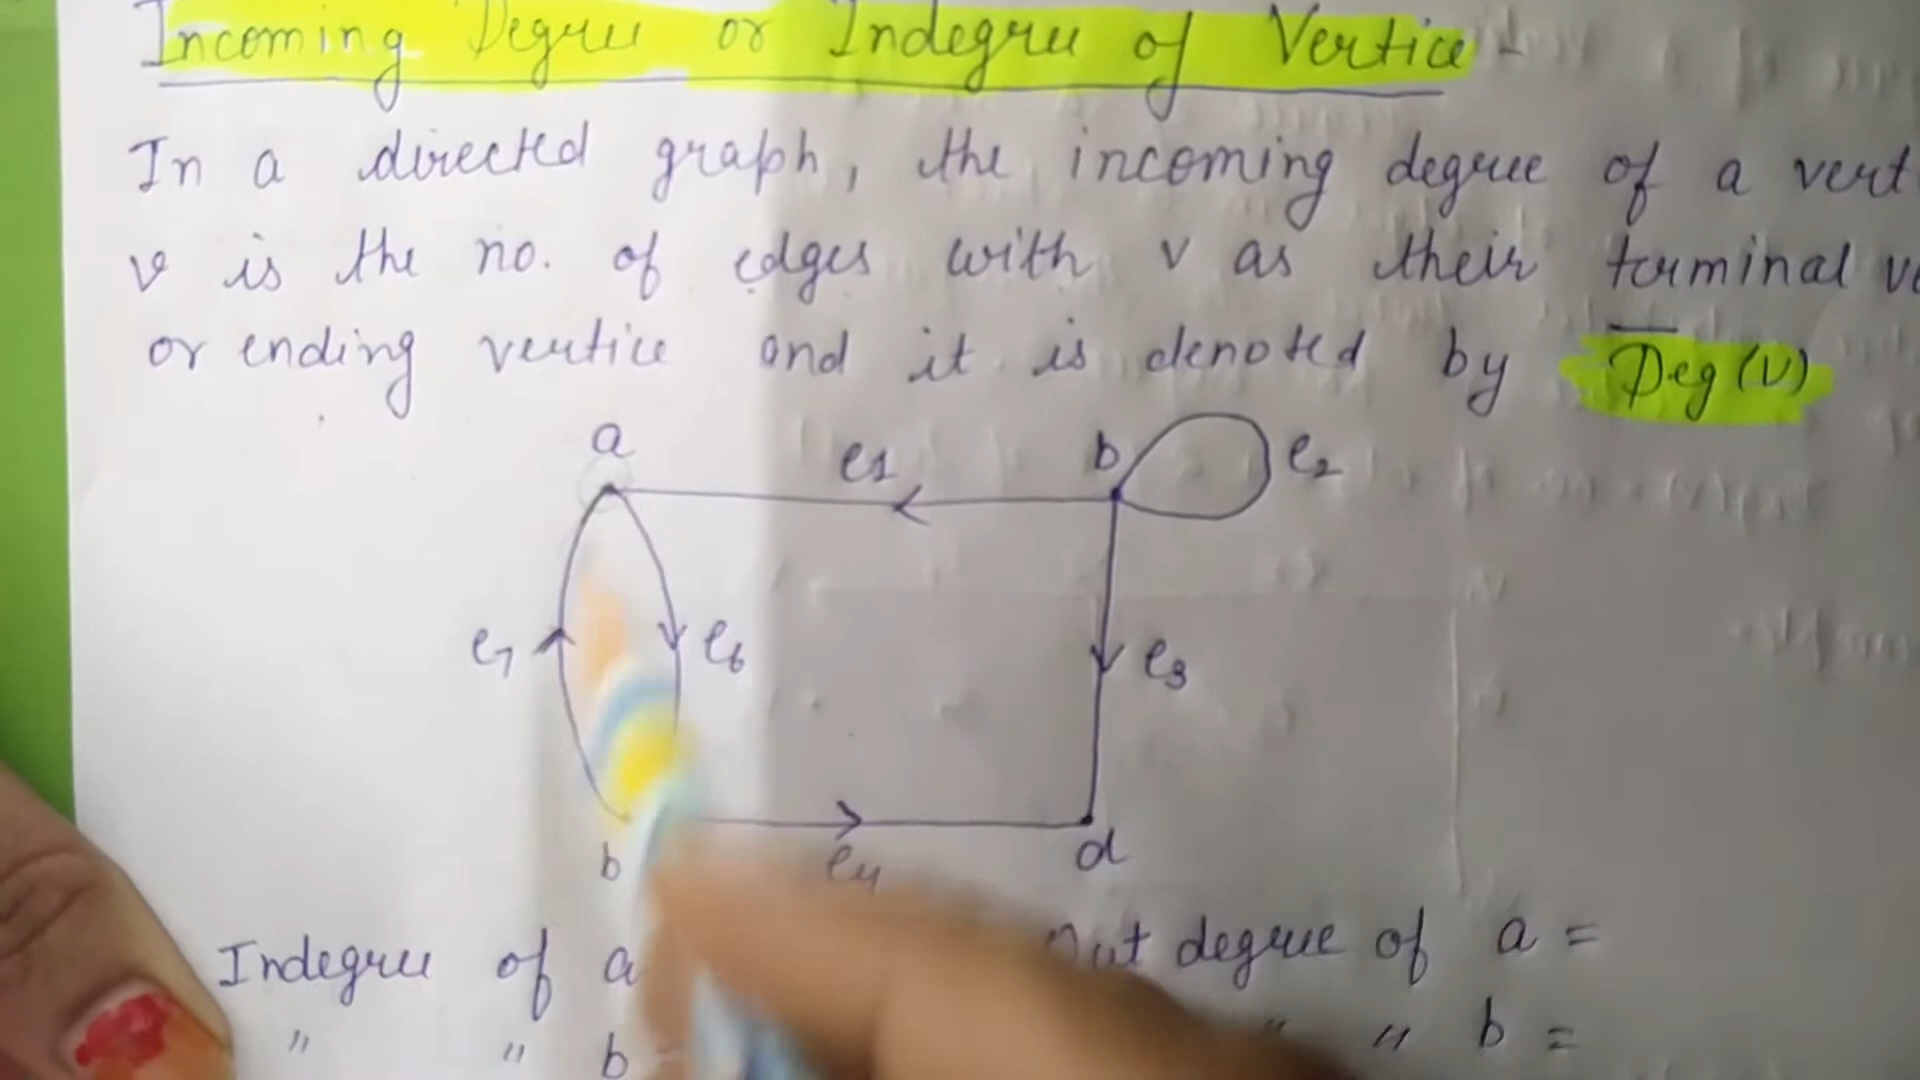 Incoming Degree or Indegree of Vertice -
In a directed graph, the incoming degree of a vert
v is the no. of edges with v as their terminal ve
or ending vertice and it is denoted by Deg(V)
a e1 b e2
e7 e6 e3
b e4 d
Indegree of a Out degree of a =
" " b = " " b =